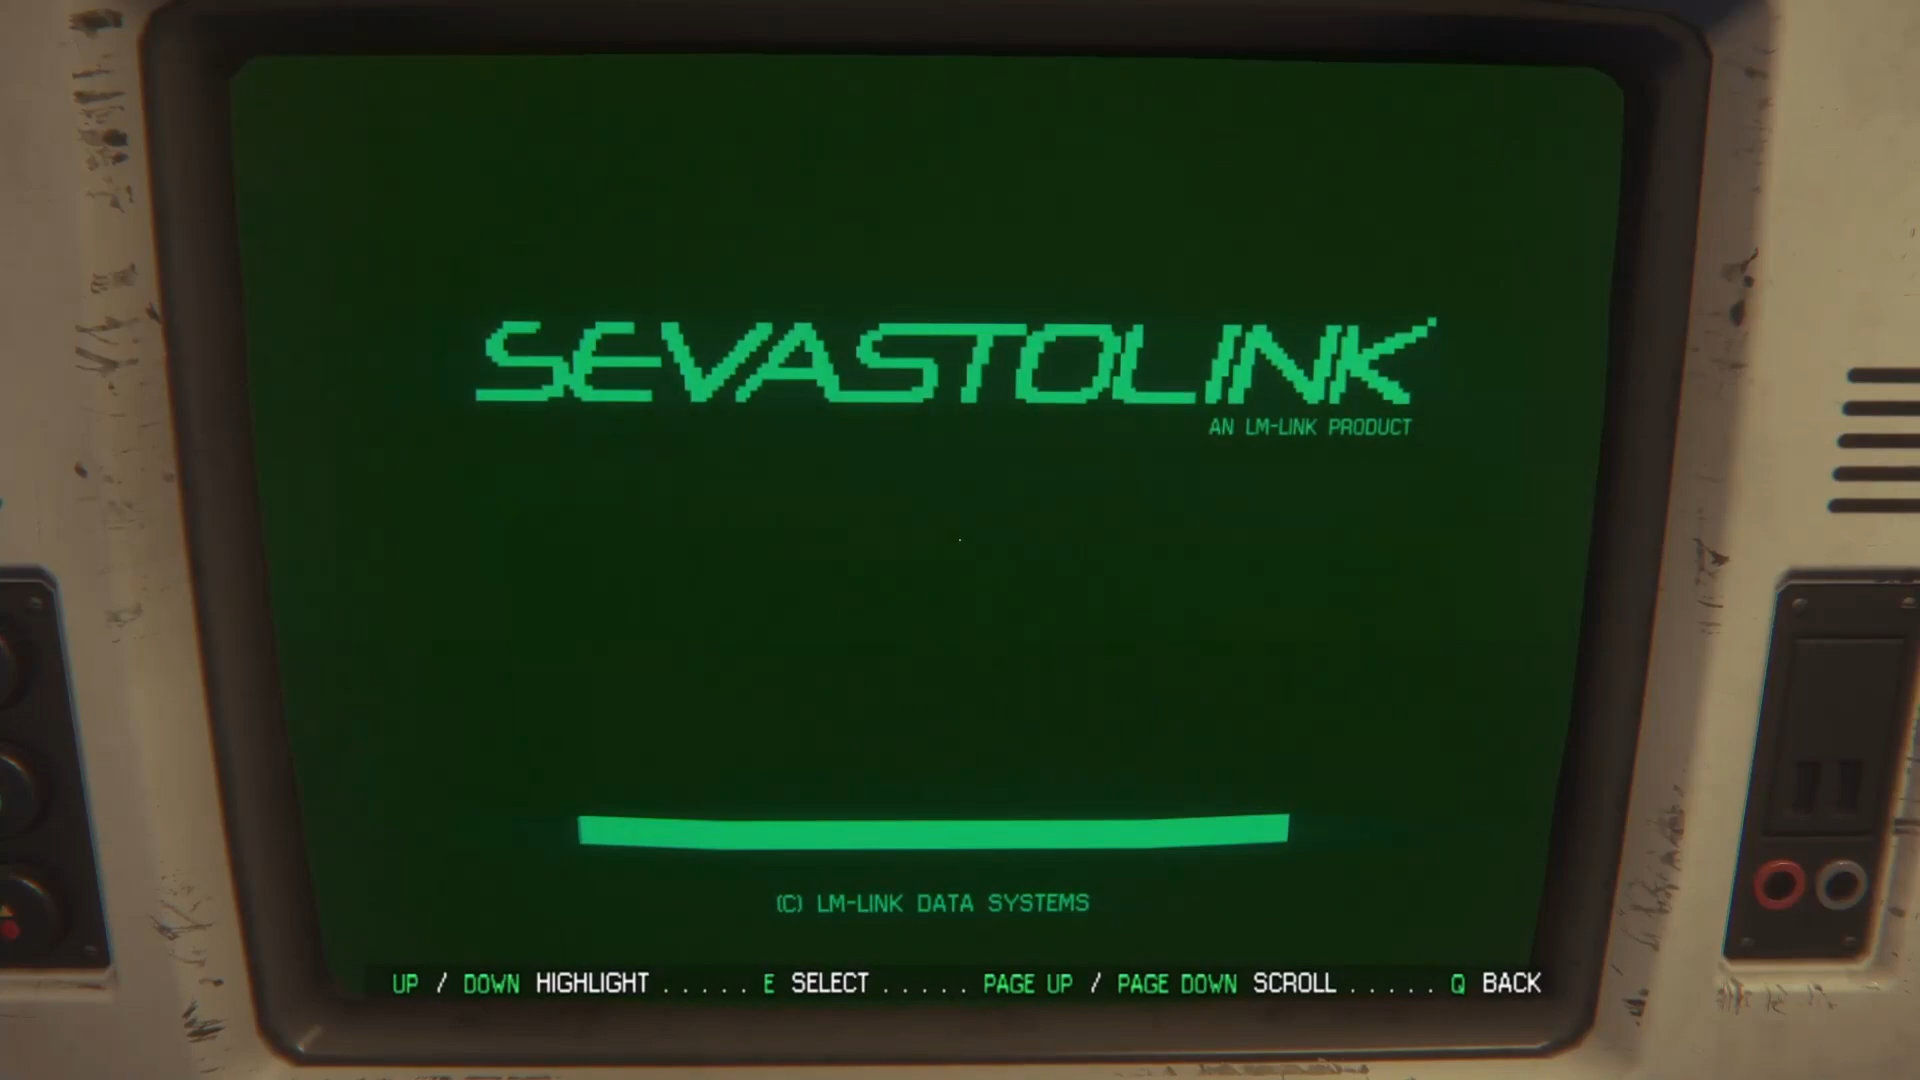 SEVASTOLINK
AN LM-LINK PRODUCT
(C) LM-LINK DATA SYSTEMS
UP / DOWN HIGHLIGHT ..... E SELECT ..... PAGE UP / PAGE DOWN SCROLL ..... Q BACK